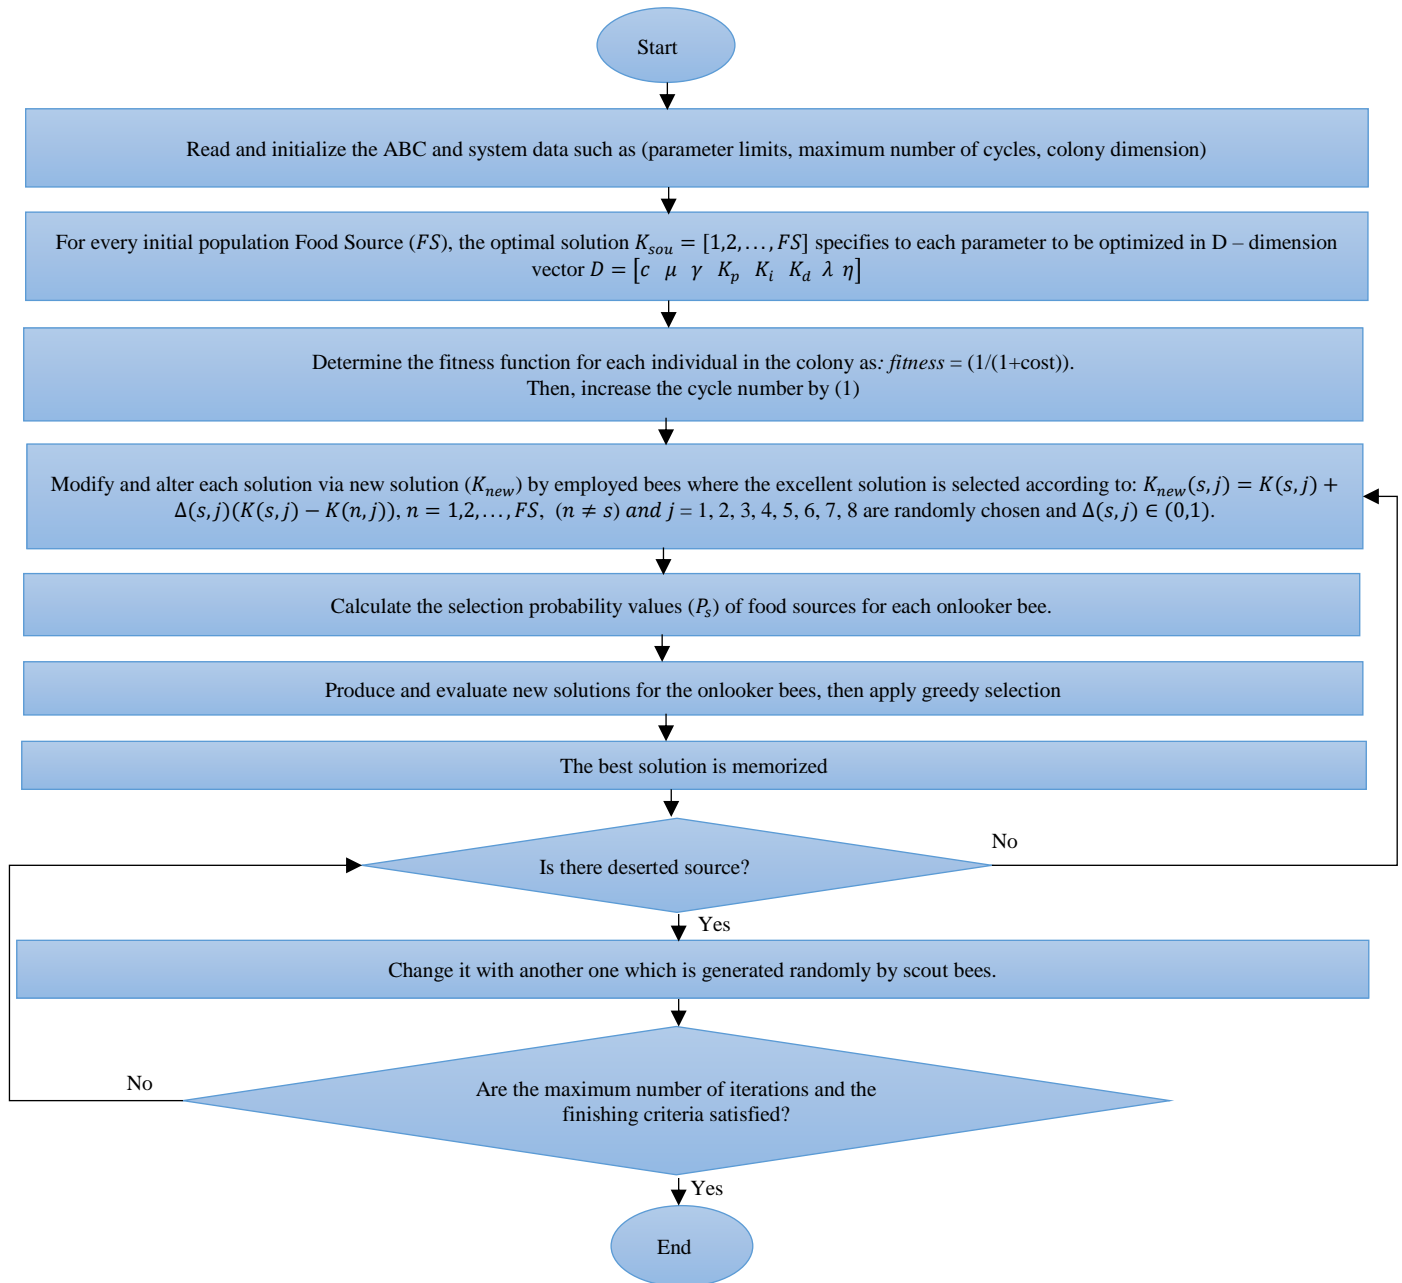 Start
Read and initialize the ABC and system data such as (parameter limits, maximum number of cycles, colony dimension)
For every initial population Food Source (FS), the optimal solution K_sou = [1,2,...,FS] specifies to each parameter to be optimized in D – dimension
vector D = [c μ γ K_p K_i K_d λ η]
Determine the fitness function for each individual in the colony as: fitness = (1/(1+cost)).
Then, increase the cycle number by (1)
Modify and alter each solution via new solution (K_new) by employed bees where the excellent solution is selected according to: K_new(s,j) = K(s,j) +
Δ(s,j)(K(s,j) − K(n,j)), n = 1,2,...,FS, (n ≠ s) and j = 1, 2, 3, 4, 5, 6, 7, 8 are randomly chosen and Δ(s,j) ∈ (0,1).
Calculate the selection probability values (P_s) of food sources for each onlooker bee.
Produce and evaluate new solutions for the onlooker bees, then apply greedy selection
The best solution is memorized
No
Is there deserted source?
Yes
Change it with another one which is generated randomly by scout bees.
No
Are the maximum number of iterations and the
finishing criteria satisfied?
Yes
End